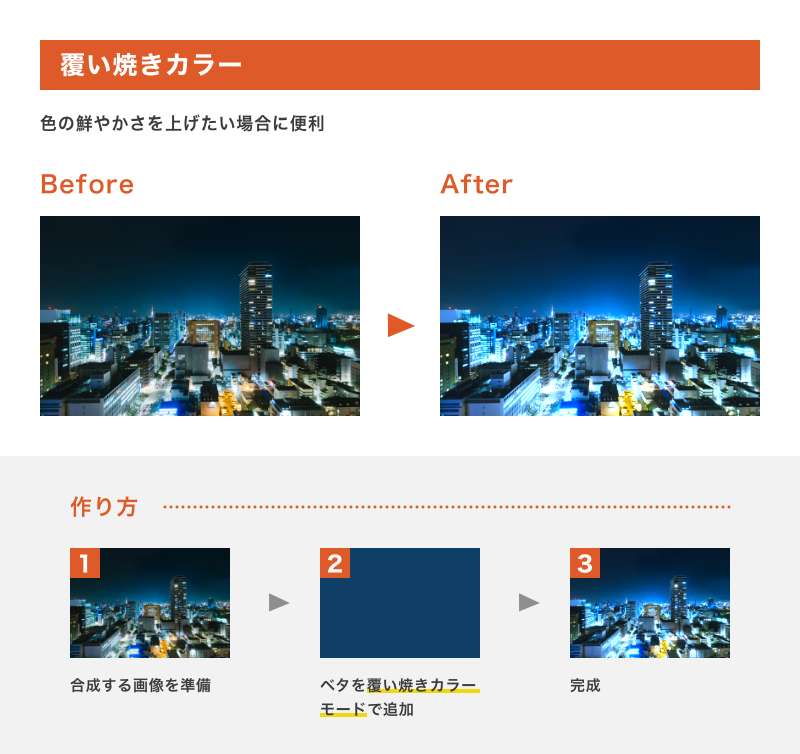 覆い焼きカラー
色の鮮やかさを上げたい場合に便利
Before
After
作り方
1
2
3
合成する画像を準備
ベタを覆い焼きカラー
モードで追加
完成